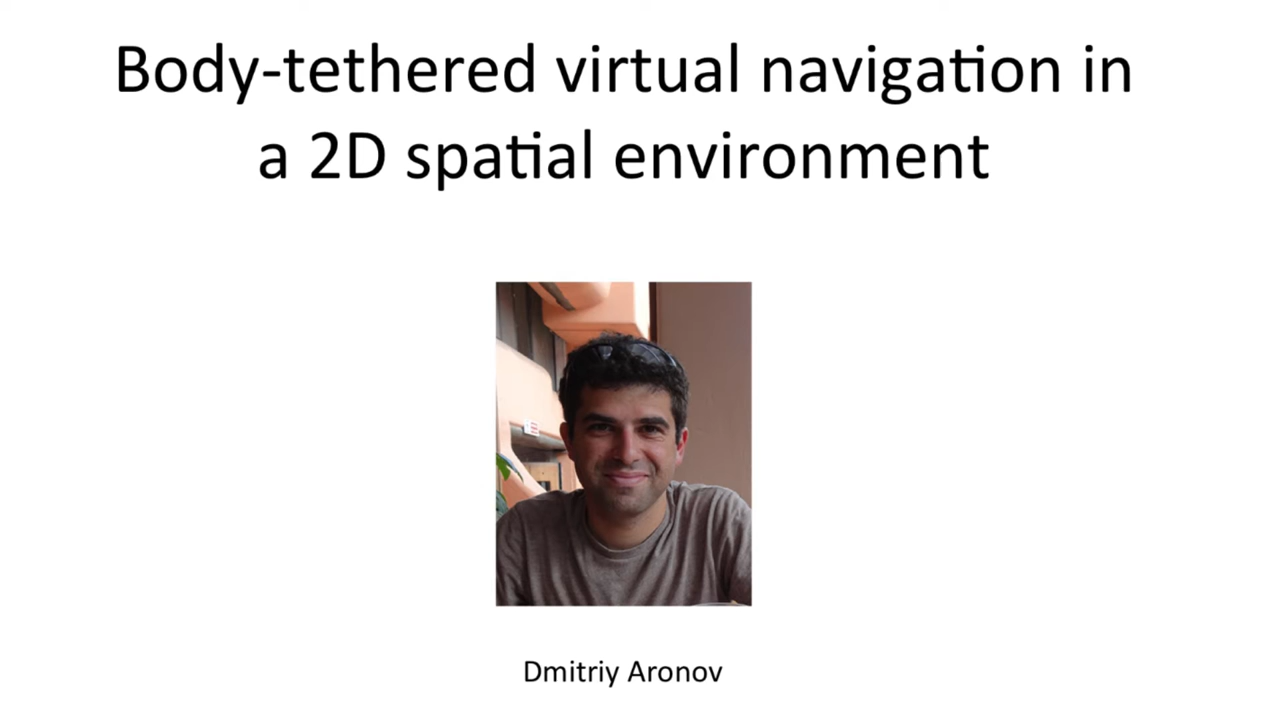 Body-tethered virtual navigation in
a 2D spatial environment
Dmitriy Aronov